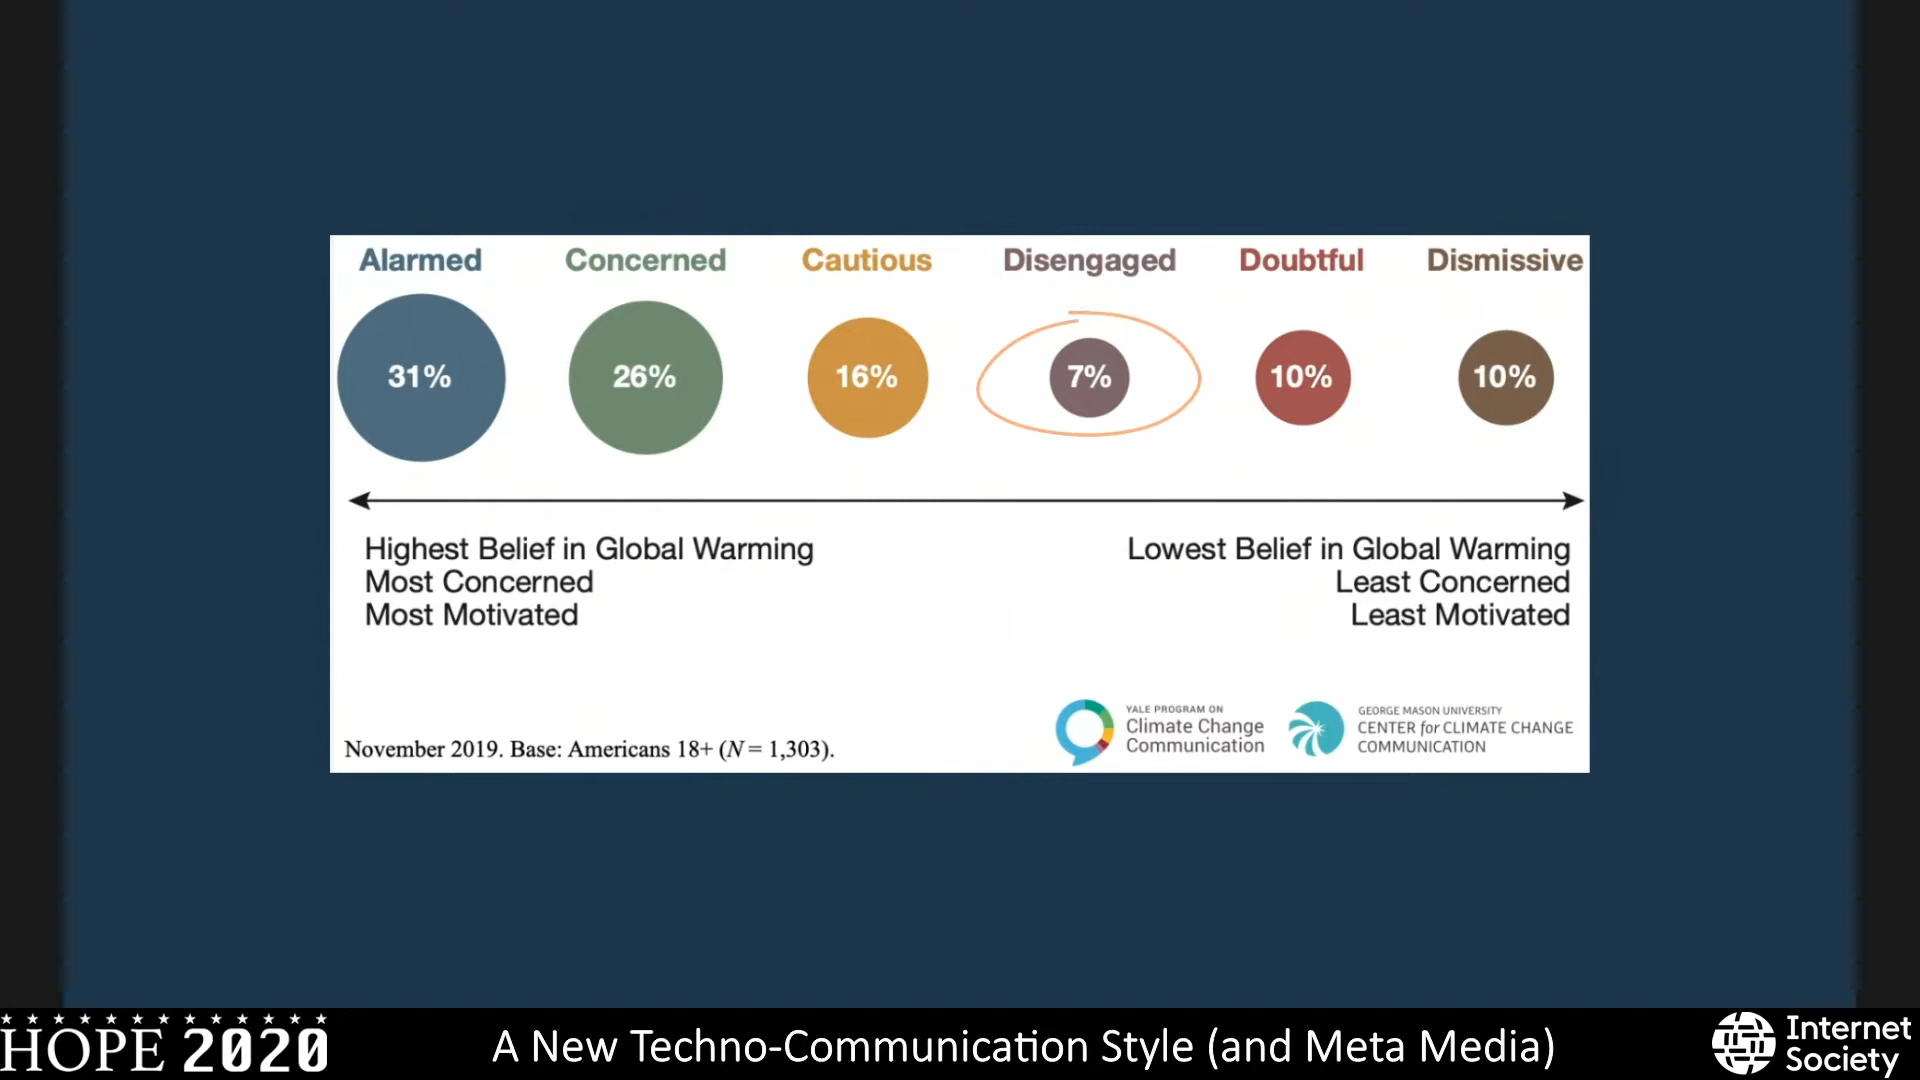 Alarmed Concerned Cautious Disengaged Doubtful Dismissive
31% 26% 16% 7% 10% 10%
Highest Belief in Global Warming
Most Concerned
Most Motivated
Lowest Belief in Global Warming
Least Concerned
Least Motivated
November 2019. Base: Americans 18+ (N = 1,303).
YALE PROGRAM ON
Climate Change
Communication
GEORGE MASON UNIVERSITY
CENTER for CLIMATE CHANGE
COMMUNICATION
HOPE 2020
A New Techno-Communication Style (and Meta Media)
Internet
Society